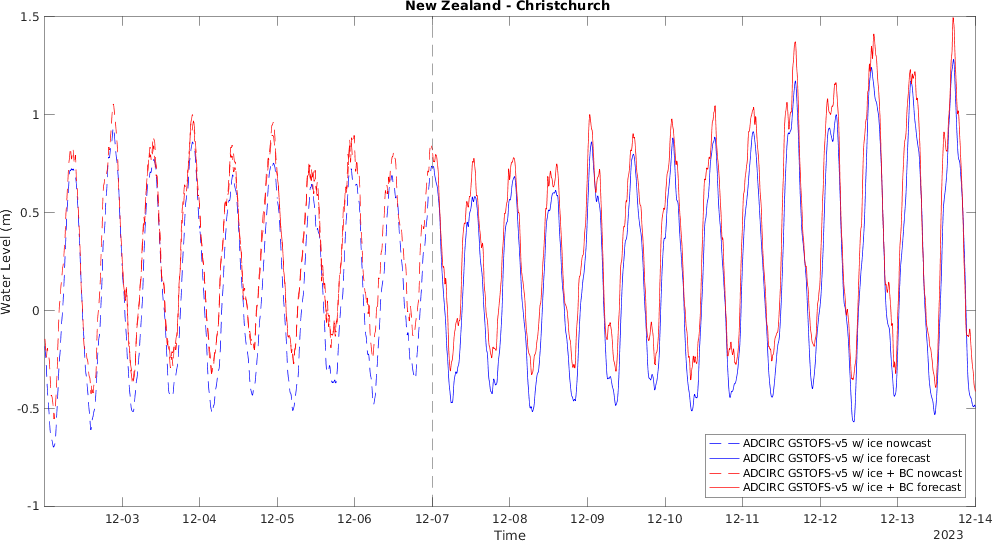 New Zealand - Christchurch
Water Level (m)
1.5
1
0.5
0
-0.5
-1
ADCIRC GSTOFS-v5 w/ ice nowcast
ADCIRC GSTOFS-v5 w/ ice forecast
ADCIRC GSTOFS-v5 w/ ice + BC nowcast
ADCIRC GSTOFS-v5 w/ ice + BC forecast
12-03 12-04 12-05 12-06 12-07 12-08 12-09 12-10 12-11 12-12 12-13 12-14
Time
2023